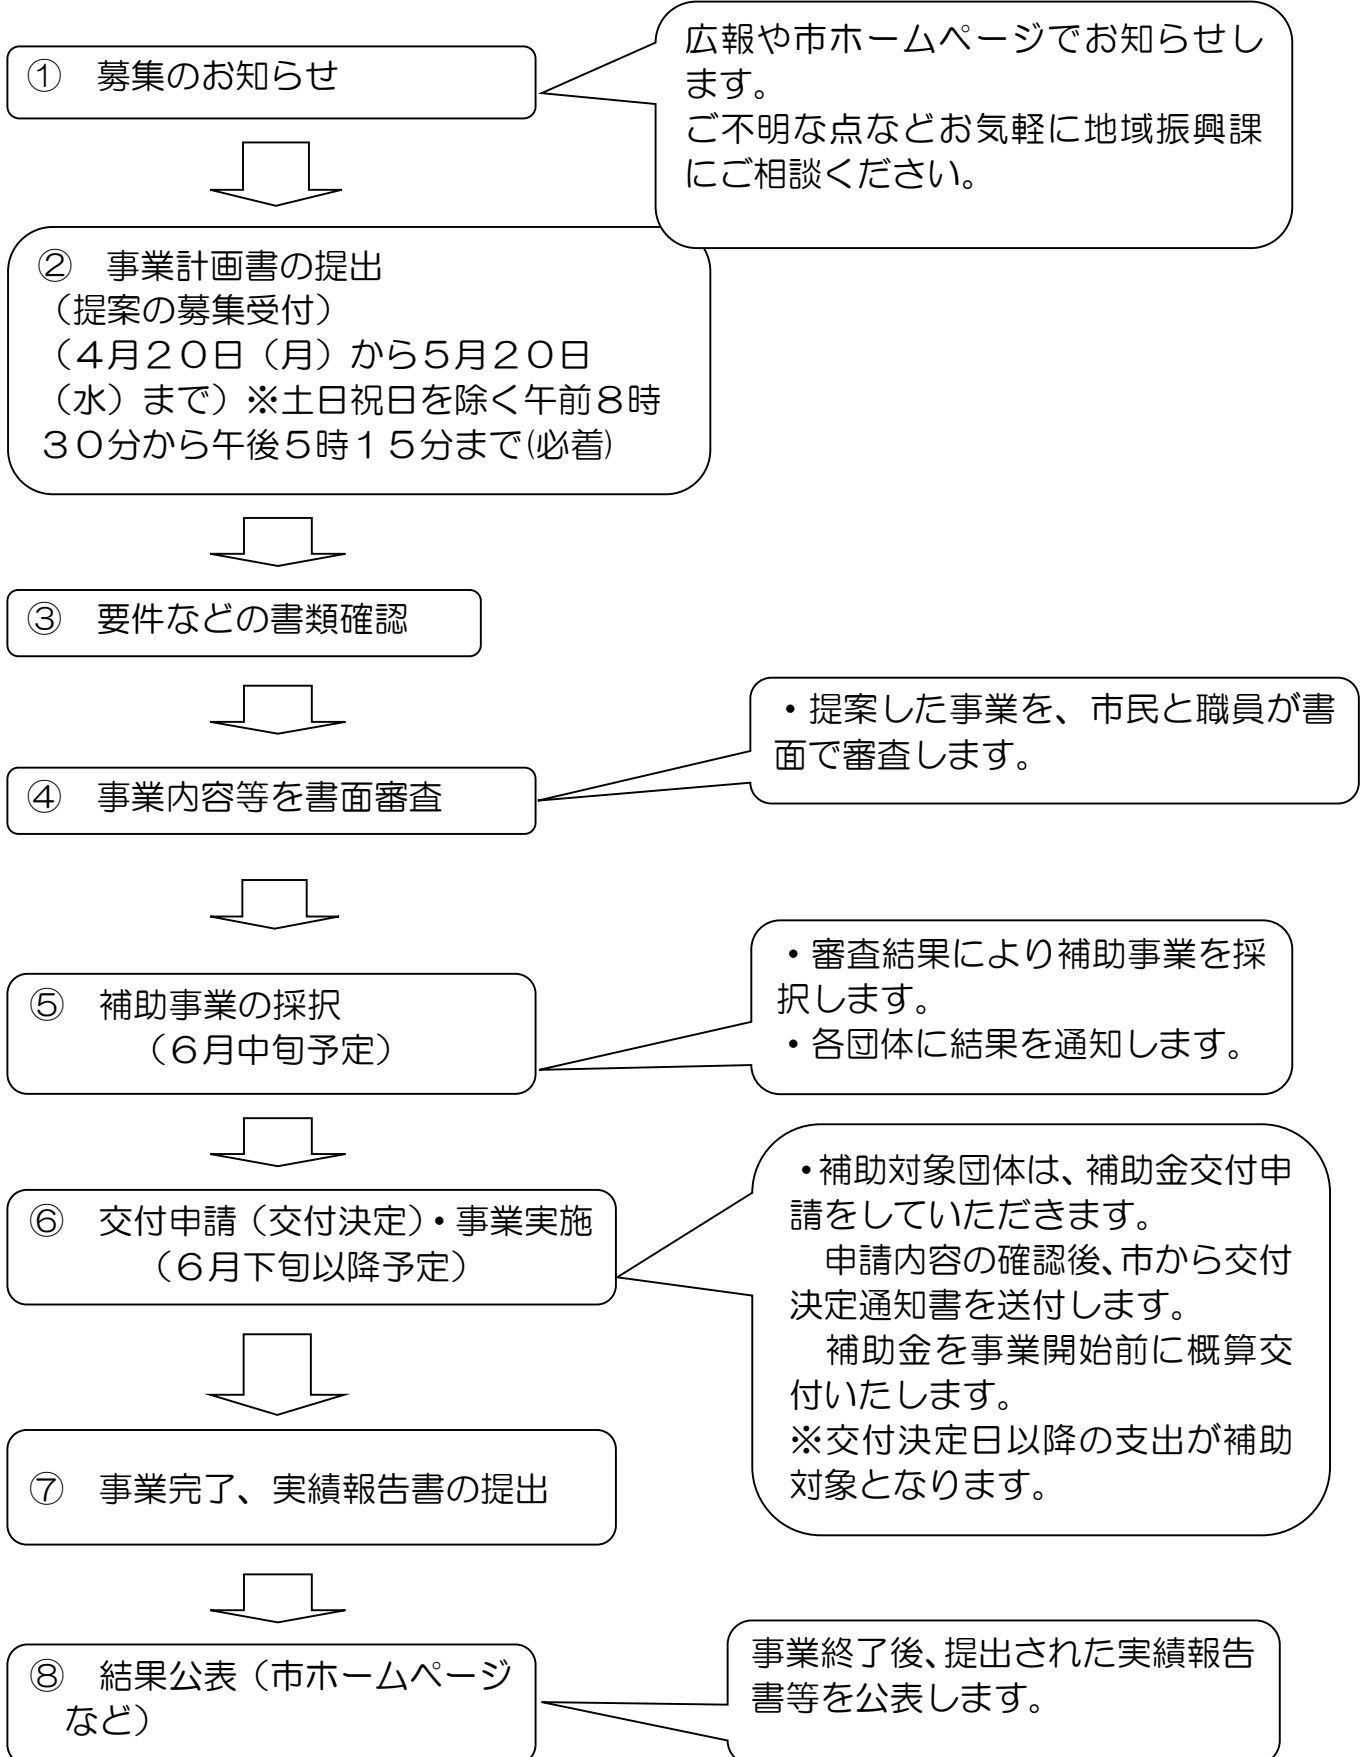 ①　募集のお知らせ
広報や市ホームページでお知らせし
ます。
ご不明な点などお気軽に地域振興課
にご相談ください。
②　事業計画書の提出
（提案の募集受付）
（４月２０日（月）から５月２０日
（水）まで）※土日祝日を除く午前８時
３０分から午後５時１５分まで(必着)
③　要件などの書類確認
④　事業内容等を書面審査
・提案した事業を、市民と職員が書
面で審査します。
⑤　補助事業の採択
（６月中旬予定）
・審査結果により補助事業を採
択します。
・各団体に結果を通知します。
⑥　交付申請（交付決定）・事業実施
（６月下旬以降予定）
・補助対象団体は、補助金交付申
請をしていただきます。
　申請内容の確認後、市から交付
決定通知書を送付します。
　補助金を事業開始前に概算交
付いたします。
※交付決定日以降の支出が補助
対象となります。
⑦　事業完了、実績報告書の提出
⑧　結果公表（市ホームページ
など）
事業終了後、提出された実績報告
書等を公表します。